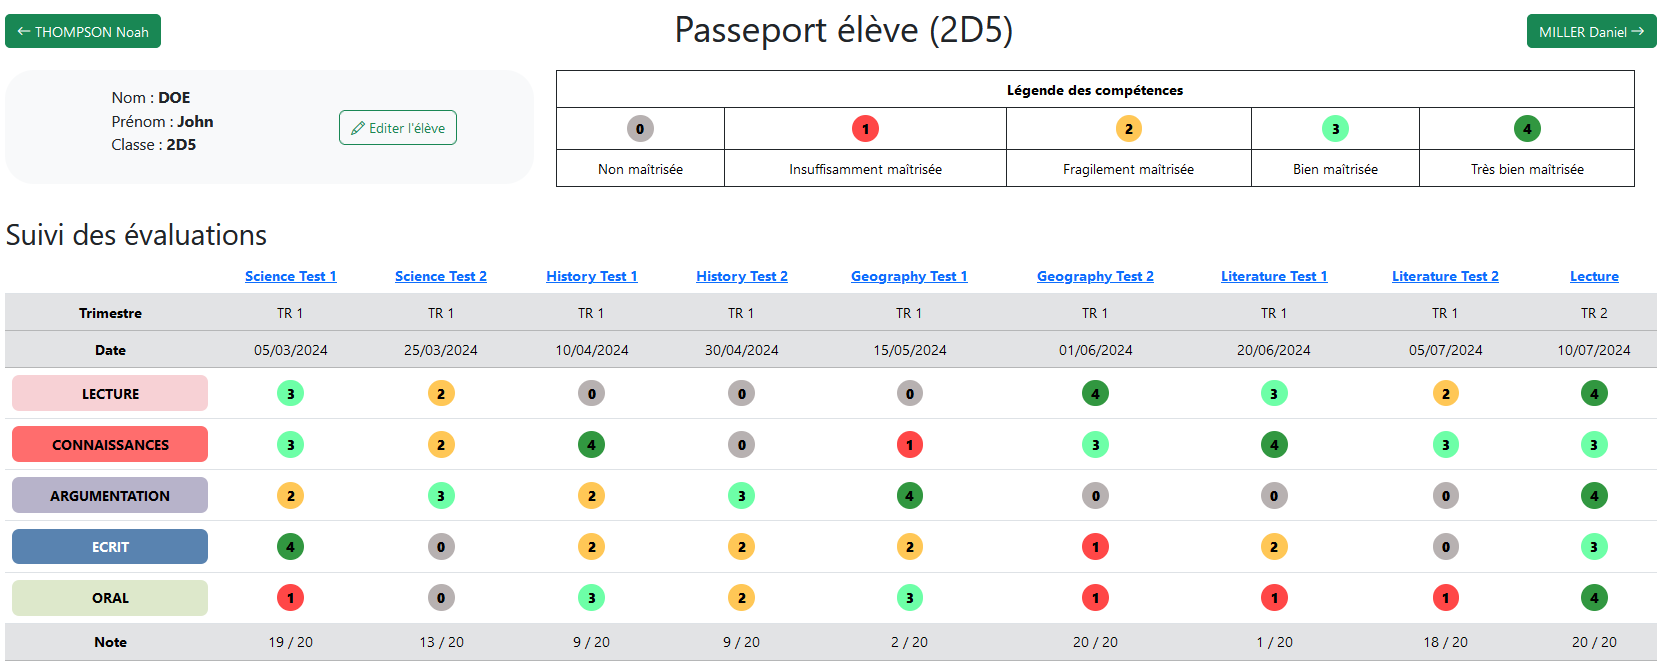 ← THOMPSON Noah
Passeport élève (2D5)
MILLER Daniel →
Nom : DOE
Prénom : John
Classe : 2D5
Editer l'élève
Légende des compétences
0 1 2 3 4
Non maîtrisée Insuffisamment maîtrisée Fragilement maîtrisée Bien maîtrisée Très bien maîtrisée
Suivi des évaluations
Science Test 1 Science Test 2 History Test 1 History Test 2 Geography Test 1 Geography Test 2 Literature Test 1 Literature Test 2 Lecture
Trimestre TR 1 TR 1 TR 1 TR 1 TR 1 TR 1 TR 1 TR 1 TR 2
Date 05/03/2024 25/03/2024 10/04/2024 30/04/2024 15/05/2024 01/06/2024 20/06/2024 05/07/2024 10/07/2024
LECTURE 3 2 0 0 0 4 3 2 4
CONNAISSANCES 3 2 4 0 1 3 4 3 3
ARGUMENTATION 2 3 2 3 4 0 0 0 4
ECRIT 4 0 2 2 2 1 2 0 3
ORAL 1 0 3 2 3 1 1 1 4
Note 19 / 20 13 / 20 9 / 20 9 / 20 2 / 20 20 / 20 1 / 20 18 / 20 20 / 20